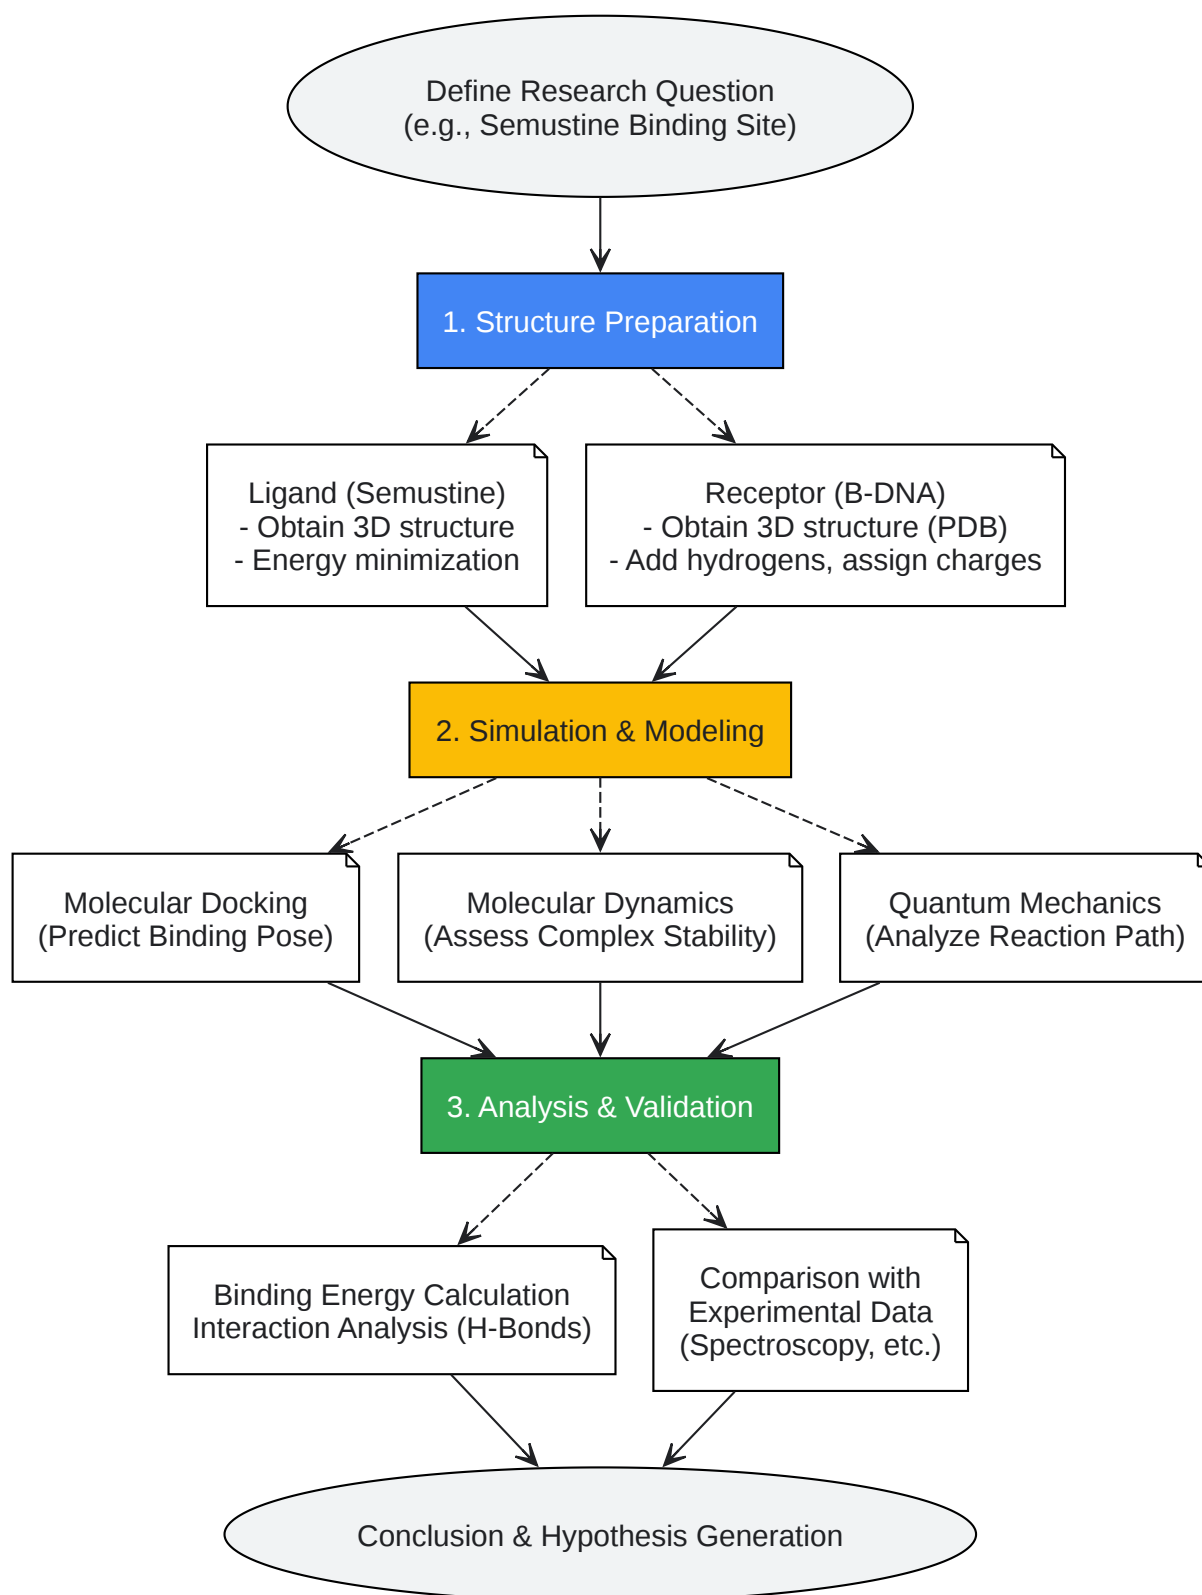 Define Research Question
(e.g., Semustine Binding Site)
1. Structure Preparation
Ligand (Semustine)
- Obtain 3D structure
- Energy minimization
Receptor (B-DNA)
- Obtain 3D structure (PDB)
- Add hydrogens, assign charges
2. Simulation & Modeling
Molecular Docking
(Predict Binding Pose)
Molecular Dynamics
(Assess Complex Stability)
Quantum Mechanics
(Analyze Reaction Path)
3. Analysis & Validation
Binding Energy Calculation
Interaction Analysis (H-Bonds)
Comparison with
Experimental Data
(Spectroscopy, etc.)
Conclusion & Hypothesis Generation